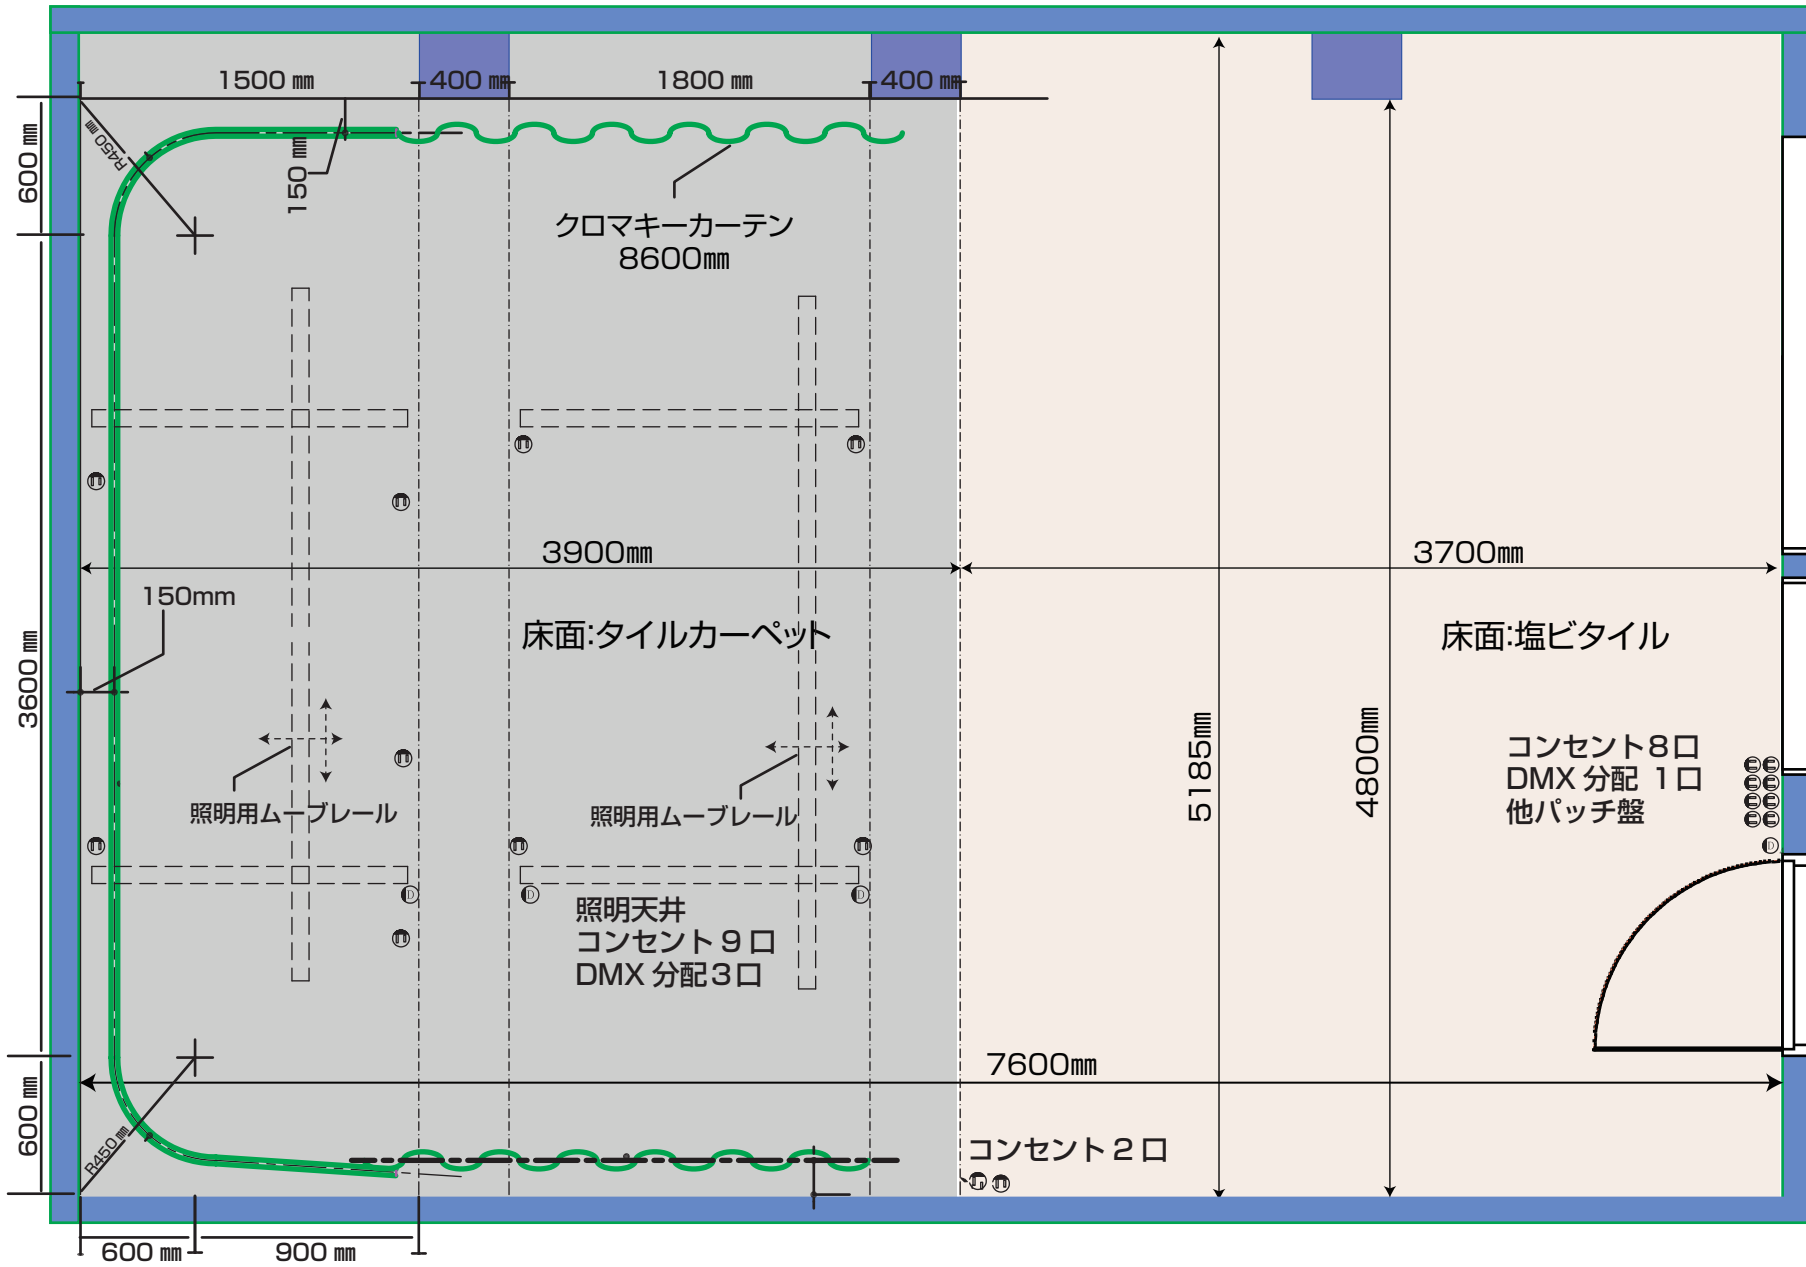 1500 ㎜
400 ㎜
1800 ㎜
400 ㎜
600 ㎜
R450 ㎜
150 ㎜
クロマキーカーテン
8600㎜
3900㎜
3700㎜
150mm
床面:タイルカーペット
床面:塩ビタイル
3600 ㎜
5185㎜
4800㎜
コンセント8口
DMX 分配 1口
他パッチ盤
照明用ムーブレール
照明用ムーブレール
D
D
D
D
照明天井
コンセント 9 口
DMX 分配 3口
7600㎜
600 ㎜
R450 ㎜
コンセント 2 口
600 ㎜
900 ㎜